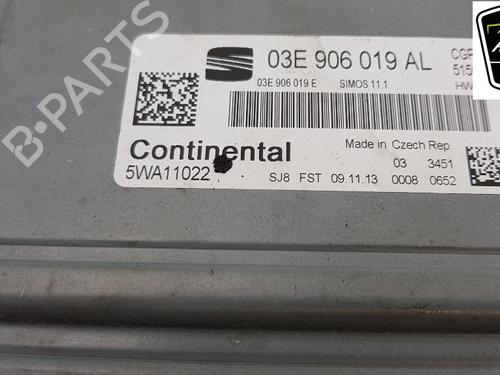 03E 906 019 AL
03E 906 019 E SIMOS 11.1
Continental
5WA11022
Made in Czech Rep.
03 3451
SJ8 FST 09.11.13 0008 0652
B-PARTS